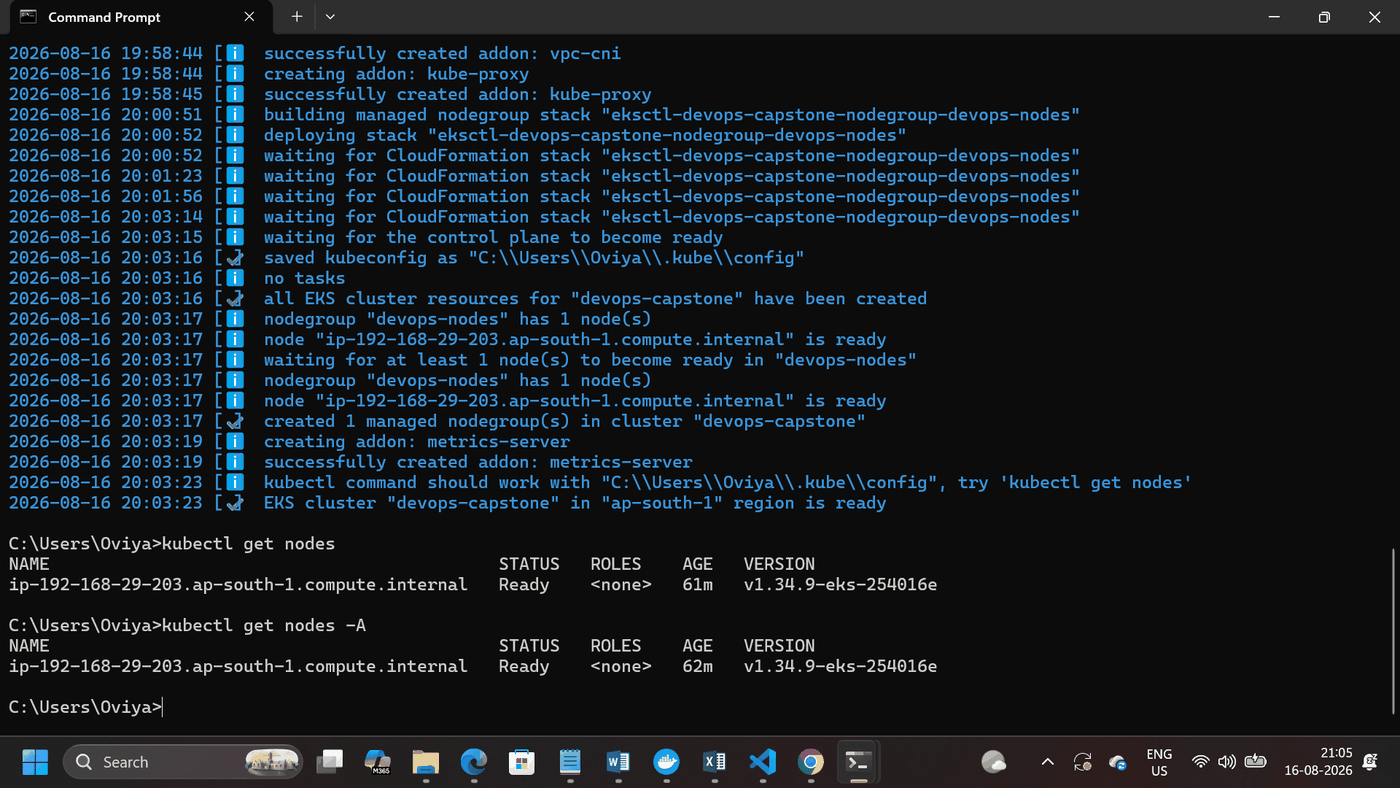 Command Prompt
2026-08-16 19:58:44 [ℹ]  successfully created addon: vpc-cni
2026-08-16 19:58:44 [ℹ]  creating addon: kube-proxy
2026-08-16 19:58:45 [ℹ]  successfully created addon: kube-proxy
2026-08-16 20:00:51 [ℹ]  building managed nodegroup stack "eksctl-devops-capstone-nodegroup-devops-nodes"
2026-08-16 20:00:52 [ℹ]  deploying stack "eksctl-devops-capstone-nodegroup-devops-nodes"
2026-08-16 20:00:52 [ℹ]  waiting for CloudFormation stack "eksctl-devops-capstone-nodegroup-devops-nodes"
2026-08-16 20:01:23 [ℹ]  waiting for CloudFormation stack "eksctl-devops-capstone-nodegroup-devops-nodes"
2026-08-16 20:01:56 [ℹ]  waiting for CloudFormation stack "eksctl-devops-capstone-nodegroup-devops-nodes"
2026-08-16 20:03:14 [ℹ]  waiting for CloudFormation stack "eksctl-devops-capstone-nodegroup-devops-nodes"
2026-08-16 20:03:15 [ℹ]  waiting for the control plane to become ready
2026-08-16 20:03:16 [✔]  saved kubeconfig as "C:\\Users\\Oviya\\.kube\\config"
2026-08-16 20:03:16 [ℹ]  no tasks
2026-08-16 20:03:16 [✔]  all EKS cluster resources for "devops-capstone" have been created
2026-08-16 20:03:17 [ℹ]  nodegroup "devops-nodes" has 1 node(s)
2026-08-16 20:03:17 [ℹ]  node "ip-192-168-29-203.ap-south-1.compute.internal" is ready
2026-08-16 20:03:17 [ℹ]  waiting for at least 1 node(s) to become ready in "devops-nodes"
2026-08-16 20:03:17 [ℹ]  nodegroup "devops-nodes" has 1 node(s)
2026-08-16 20:03:17 [ℹ]  node "ip-192-168-29-203.ap-south-1.compute.internal" is ready
2026-08-16 20:03:17 [✔]  created 1 managed nodegroup(s) in cluster "devops-capstone"
2026-08-16 20:03:19 [ℹ]  creating addon: metrics-server
2026-08-16 20:03:19 [ℹ]  successfully created addon: metrics-server
2026-08-16 20:03:23 [ℹ]  kubectl command should work with "C:\\Users\\Oviya\\.kube\\config", try 'kubectl get nodes'
2026-08-16 20:03:23 [✔]  EKS cluster "devops-capstone" in "ap-south-1" region is ready
C:\Users\Oviya>kubectl get nodes
NAME STATUS ROLES AGE VERSION
ip-192-168-29-203.ap-south-1.compute.internal Ready <none> 61m v1.34.9-eks-254016e
C:\Users\Oviya>kubectl get nodes -A
NAME STATUS ROLES AGE VERSION
ip-192-168-29-203.ap-south-1.compute.internal Ready <none> 62m v1.34.9-eks-254016e
C:\Users\Oviya>
Search
M365
ENG
US
21:05
16-08-2026